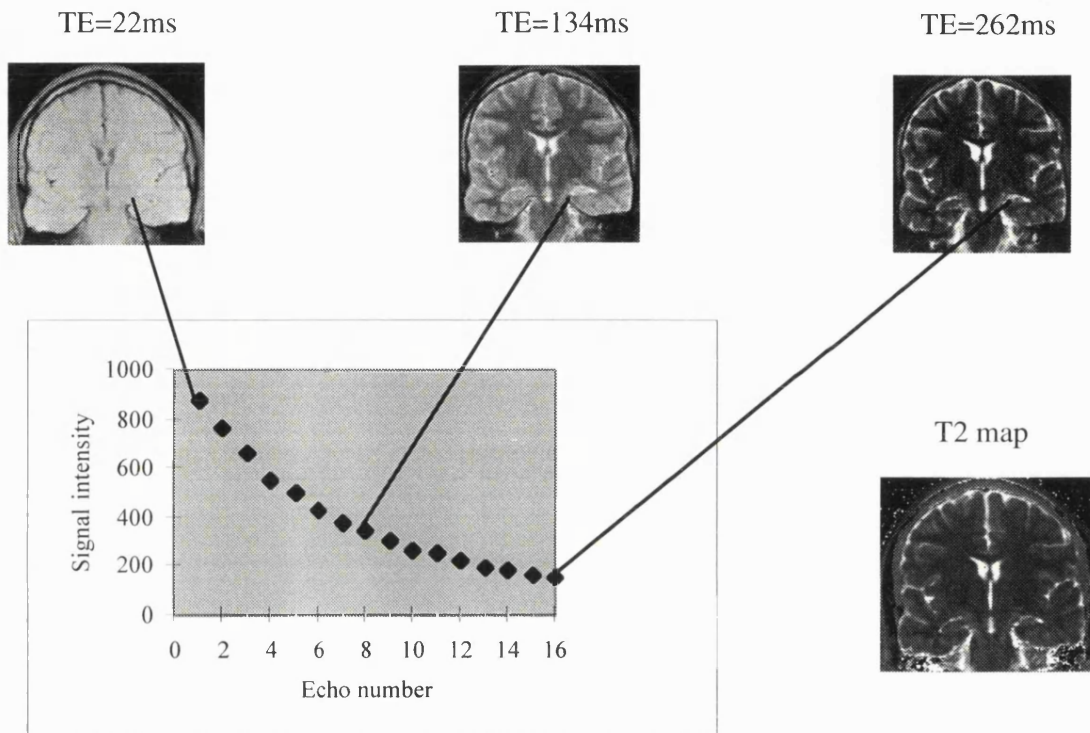 TE=22ms
TE=134ms
TE=262ms
1000
800
600
400
200
0
Signal intensity
0 2 4 6 8 10 12 14 16
Echo number
T2 map